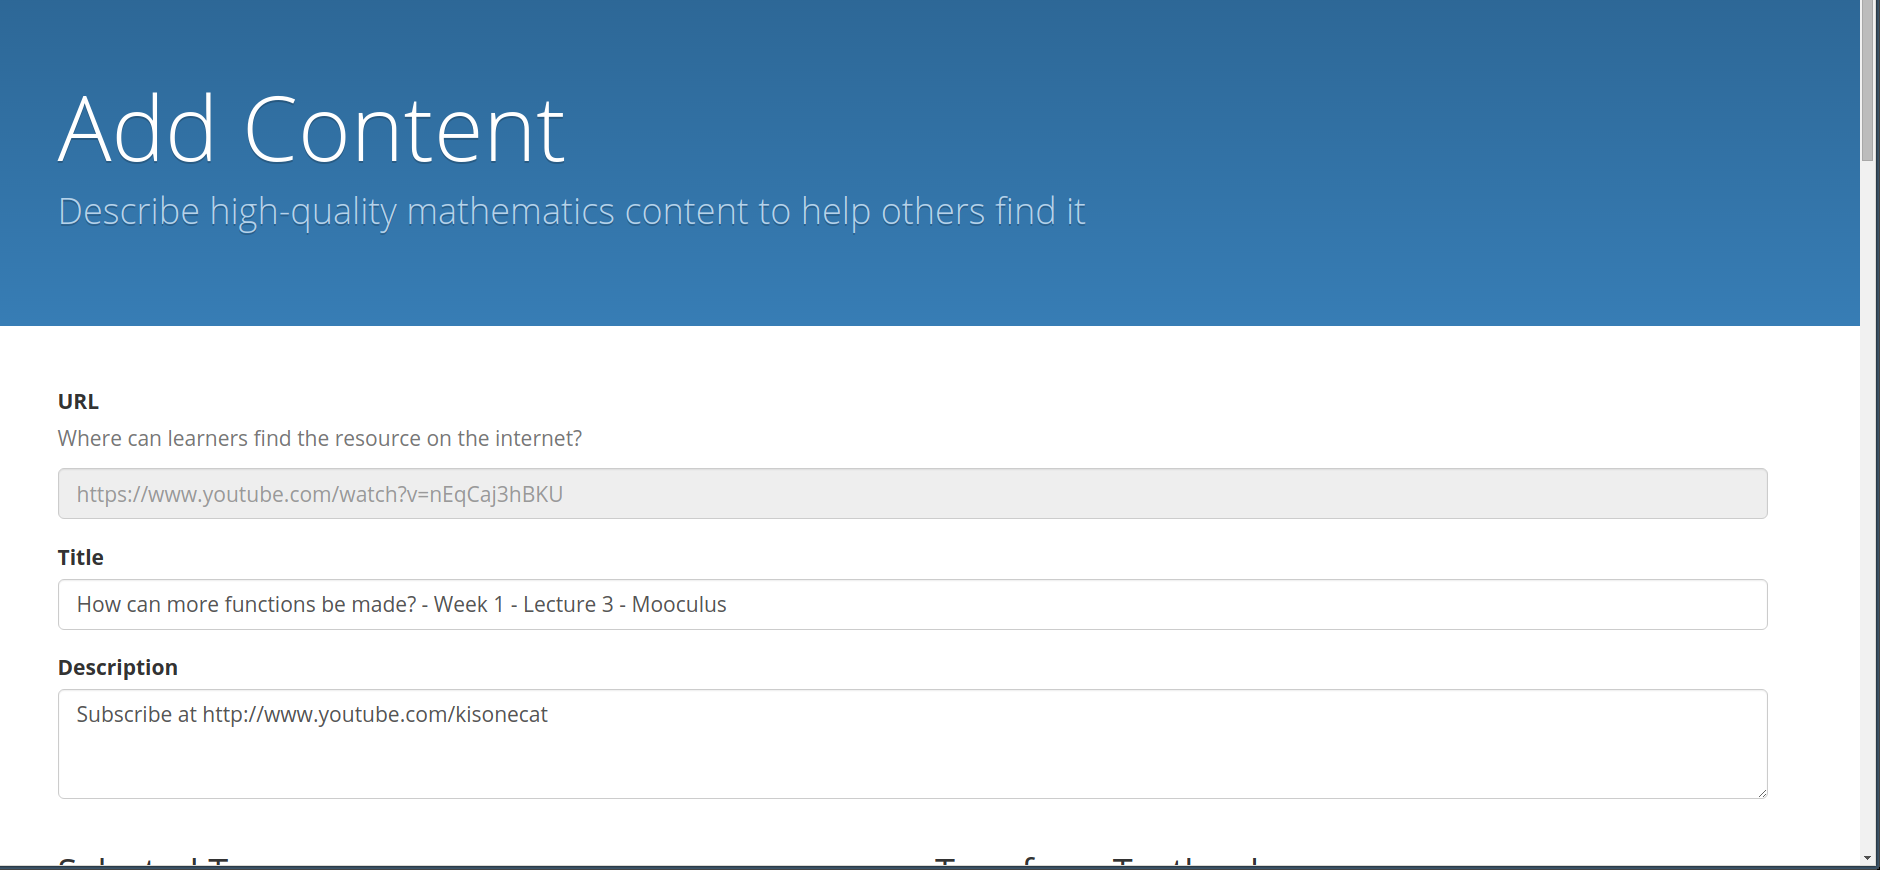 Add Content
Describe high-quality mathematics content to help others find it
URL
Where can learners find the resource on the internet?
https://www.youtube.com/watch?v=nEqCaj3hBKU
Title
How can more functions be made? - Week 1 - Lecture 3 - Mooculus
Description
Subscribe at http://www.youtube.com/kisonecat